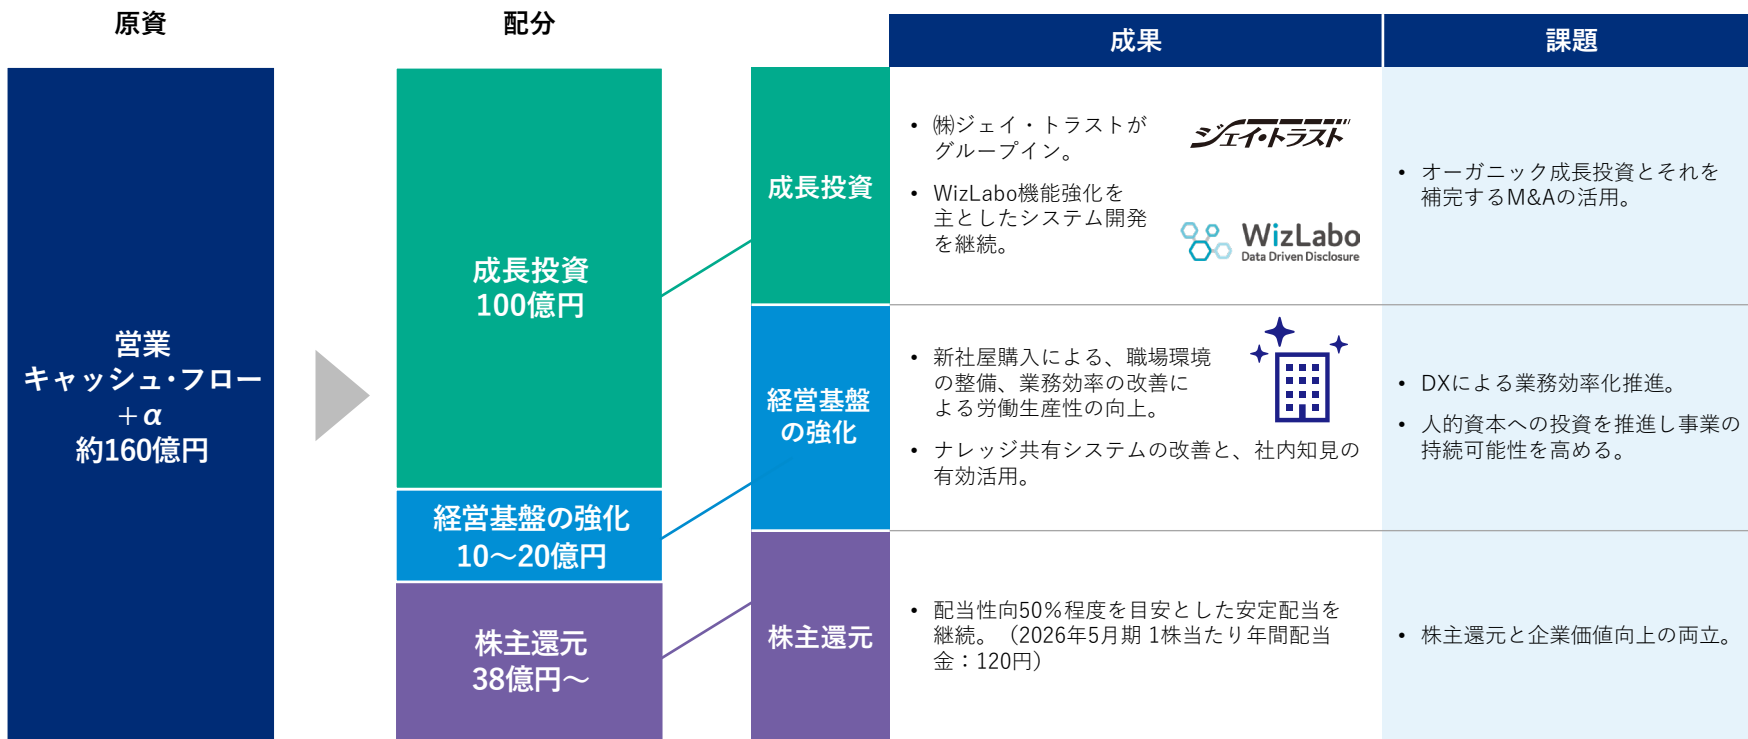 原資
配分
成果
課題
営業
キャッシュ・フロー
＋α
約160億円
成長投資
100億円
経営基盤の強化
10～20億円
株主還元
38億円～
成長投資
• ㈱ジェイ・トラストが
グループイン。
• WizLabo機能強化を
主としたシステム開発
を継続。
ジェイ・トラスト
WizLabo
Data Driven Disclosure
• オーガニック成長投資とそれを
補完するM&Aの活用。
経営基盤
の強化
• 新社屋購入による、職場環境
の整備、業務効率の改善に
よる労働生産性の向上。
• ナレッジ共有システムの改善と、社内知見の
有効活用。
• DXによる業務効率化推進。
• 人的資本への投資を推進し事業の
持続可能性を高める。
株主還元
• 配当性向50％程度を目安とした安定配当を
継続。（2026年5月期 1株当たり年間配当
金：120円）
• 株主還元と企業価値向上の両立。